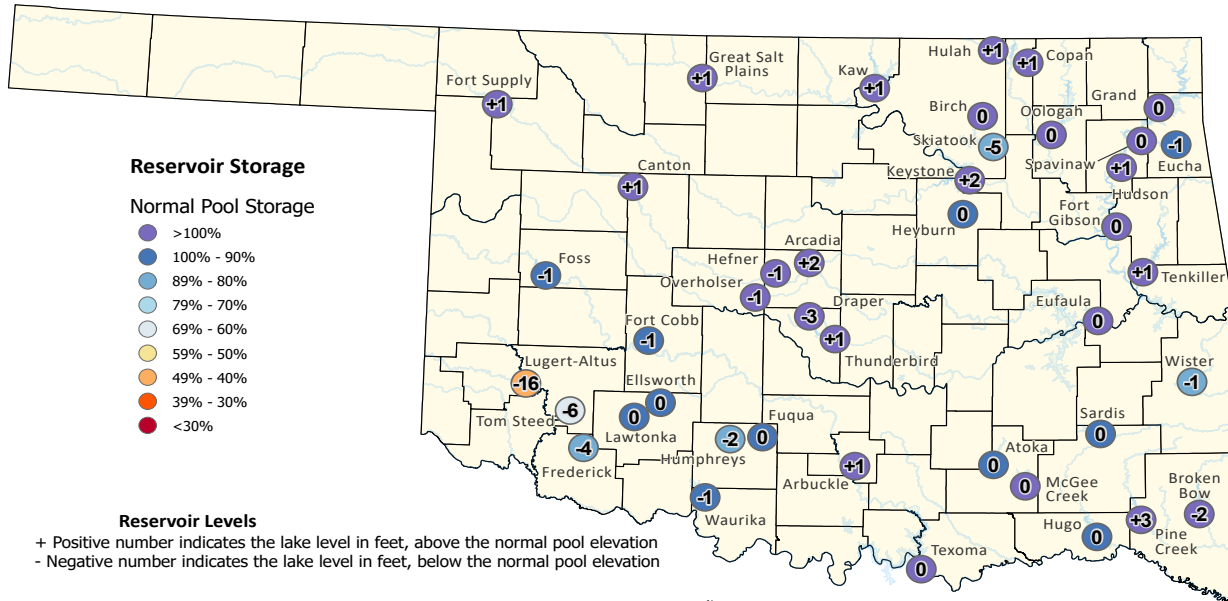 Hulah
+1
Copan
+1
Great Salt
Plains
+1
Kaw
+1
Fort Supply
+1
Grand
0
Birch
0
Oologah
0
Skiatook
-5
Spavinaw
0
-1
Eucha
Canton
+1
Keystone
+2
+1
Hudson
Heyburn
0
Fort
Gibson
0
Foss
-1
Hefner
-1
Arcadia
+2
Overholser
-1
Tenkiller
+1
Draper
-3
Eufaula
0
Fort Cobb
-1
+1
Thunderbird
Lugert-Altus
-16
Wister
-1
Ellsworth
0
Tom Steed
-6
0
Lawtonka
Fuqua
0
Sardis
0
-4
Frederick
-2
Humphreys
Atoka
0
+1
Arbuckle
0
McGee
Creek
-1
Waurika
Broken
Bow
-2
Hugo
0
+3
Pine
Creek
Texoma
0
Reservoir Storage
Normal Pool Storage
>100%
100% - 90%
89% - 80%
79% - 70%
69% - 60%
59% - 50%
49% - 40%
39% - 30%
<30%
Reservoir Levels
+ Positive number indicates the lake level in feet, above the normal pool elevation
- Negative number indicates the lake level in feet, below the normal pool elevation